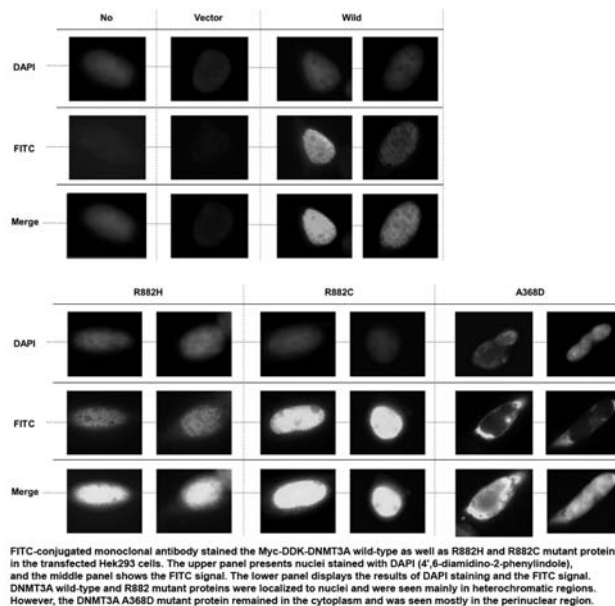 No Vector Wild
DAPI
FITC
Merge
R882H R882C A368D
DAPI
FITC
Merge
FITC-conjugated monoclonal antibody stained the Myc-DDK-DNMT3A wild-type as well as R882H and R882C mutant proteins
in the transfected Hek293 cells. The upper panel presents nuclei stained with DAPI (4',6-diamidino-2-phenylindole),
and the middle panel shows the FITC signal. The lower panel displays the results of DAPI staining and the FITC signal.
DNMT3A wild-type and R882 mutant proteins were localized to nuclei and were seen mainly in heterochromatic regions.
However, the DNMT3A A368D mutant protein remained in the cytoplasm and was seen mostly in the perinuclear region.